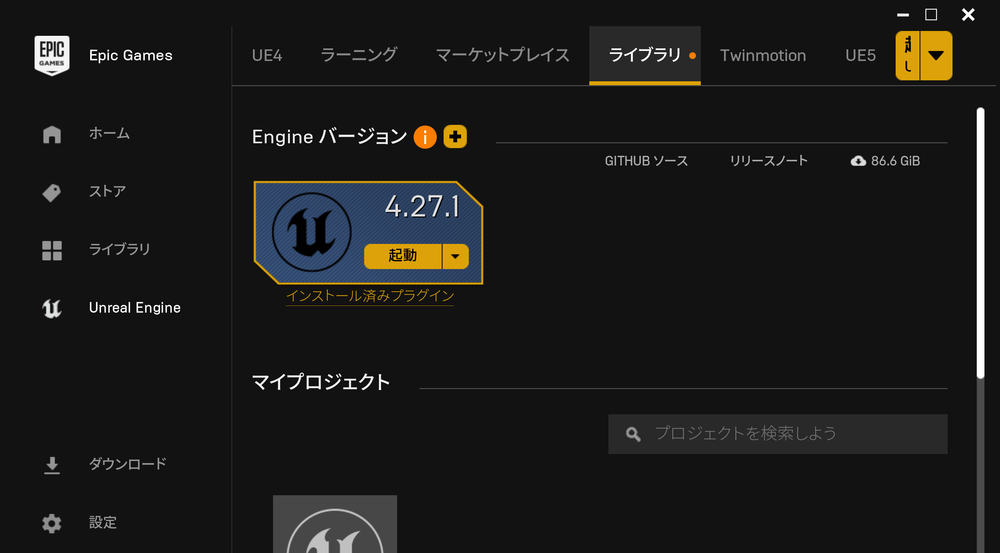 EPIC
GAMES
Epic Games
UE4
ラーニング
マーケットプレイス
ライブラリ
Twinmotion
UE5
ホーム
ストア
ライブラリ
Unreal Engine
ダウンロード
設定
Engine バージョン
GITHUB ソース
リリースノート
86.6 GiB
4.27.1
起動
インストール済みプラグイン
マイプロジェクト
プロジェクトを検索しよう